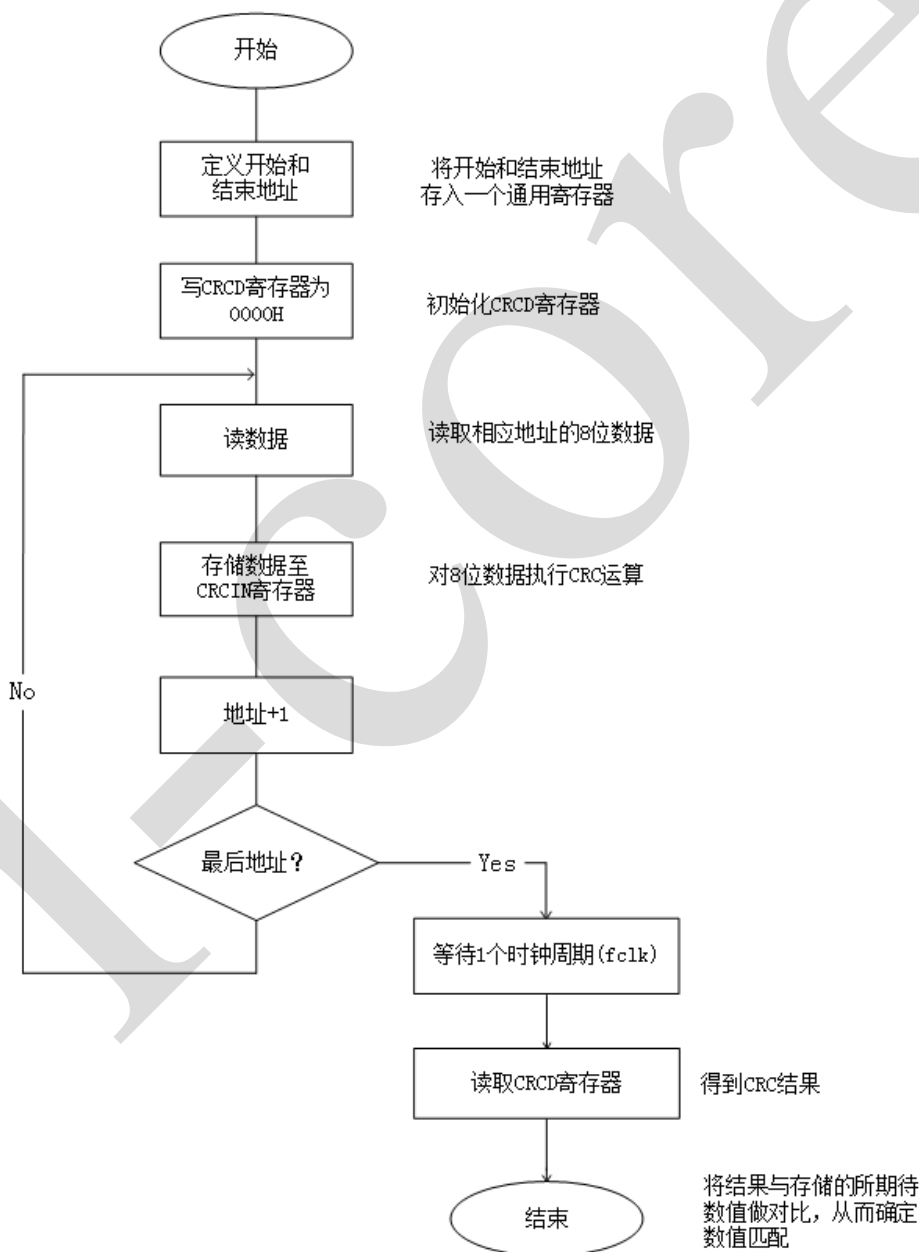 开始
定义开始和
结束地址
将开始和结束地址
存入一个通用寄存器
写CRCD寄存器为
0000H
初始化CRCD寄存器
读数据
读取相应地址的8位数据
存储数据至
CRCIN寄存器
对8位数据执行CRC运算
地址+1
No
最后地址？
Yes
等待1个时钟周期(fclk)
读取CRCD寄存器
得到CRC结果
结束
将结果与存储的所期待
数值做对比，从而确定
数值匹配